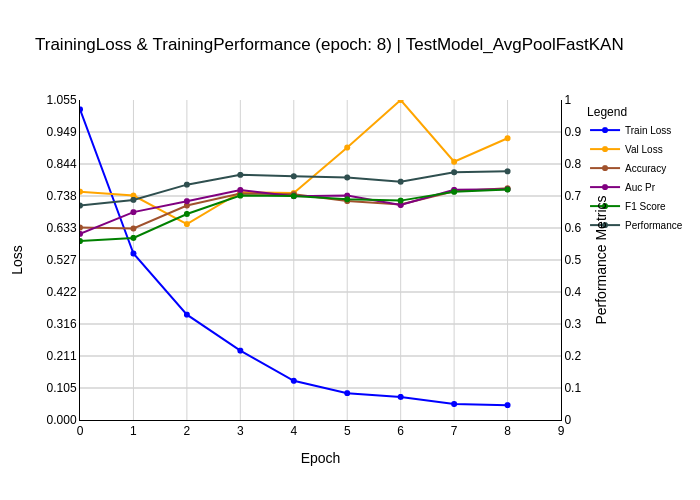 TrainingLoss & TrainingPerformance (epoch: 8) | TestModel_AvgPoolFastKAN
1.055
0.949
0.844
0.738
0.633
0.527
0.422
0.316
0.211
0.105
0.000
Loss
0 1 2 3 4 5 6 7 8 9
Epoch
1
0.9
0.8
0.7
0.6
0.5
0.4
0.3
0.2
0.1
0
Performance Metrics
Legend
Train Loss
Val Loss
Accuracy
Auc Pr
F1 Score
Performance